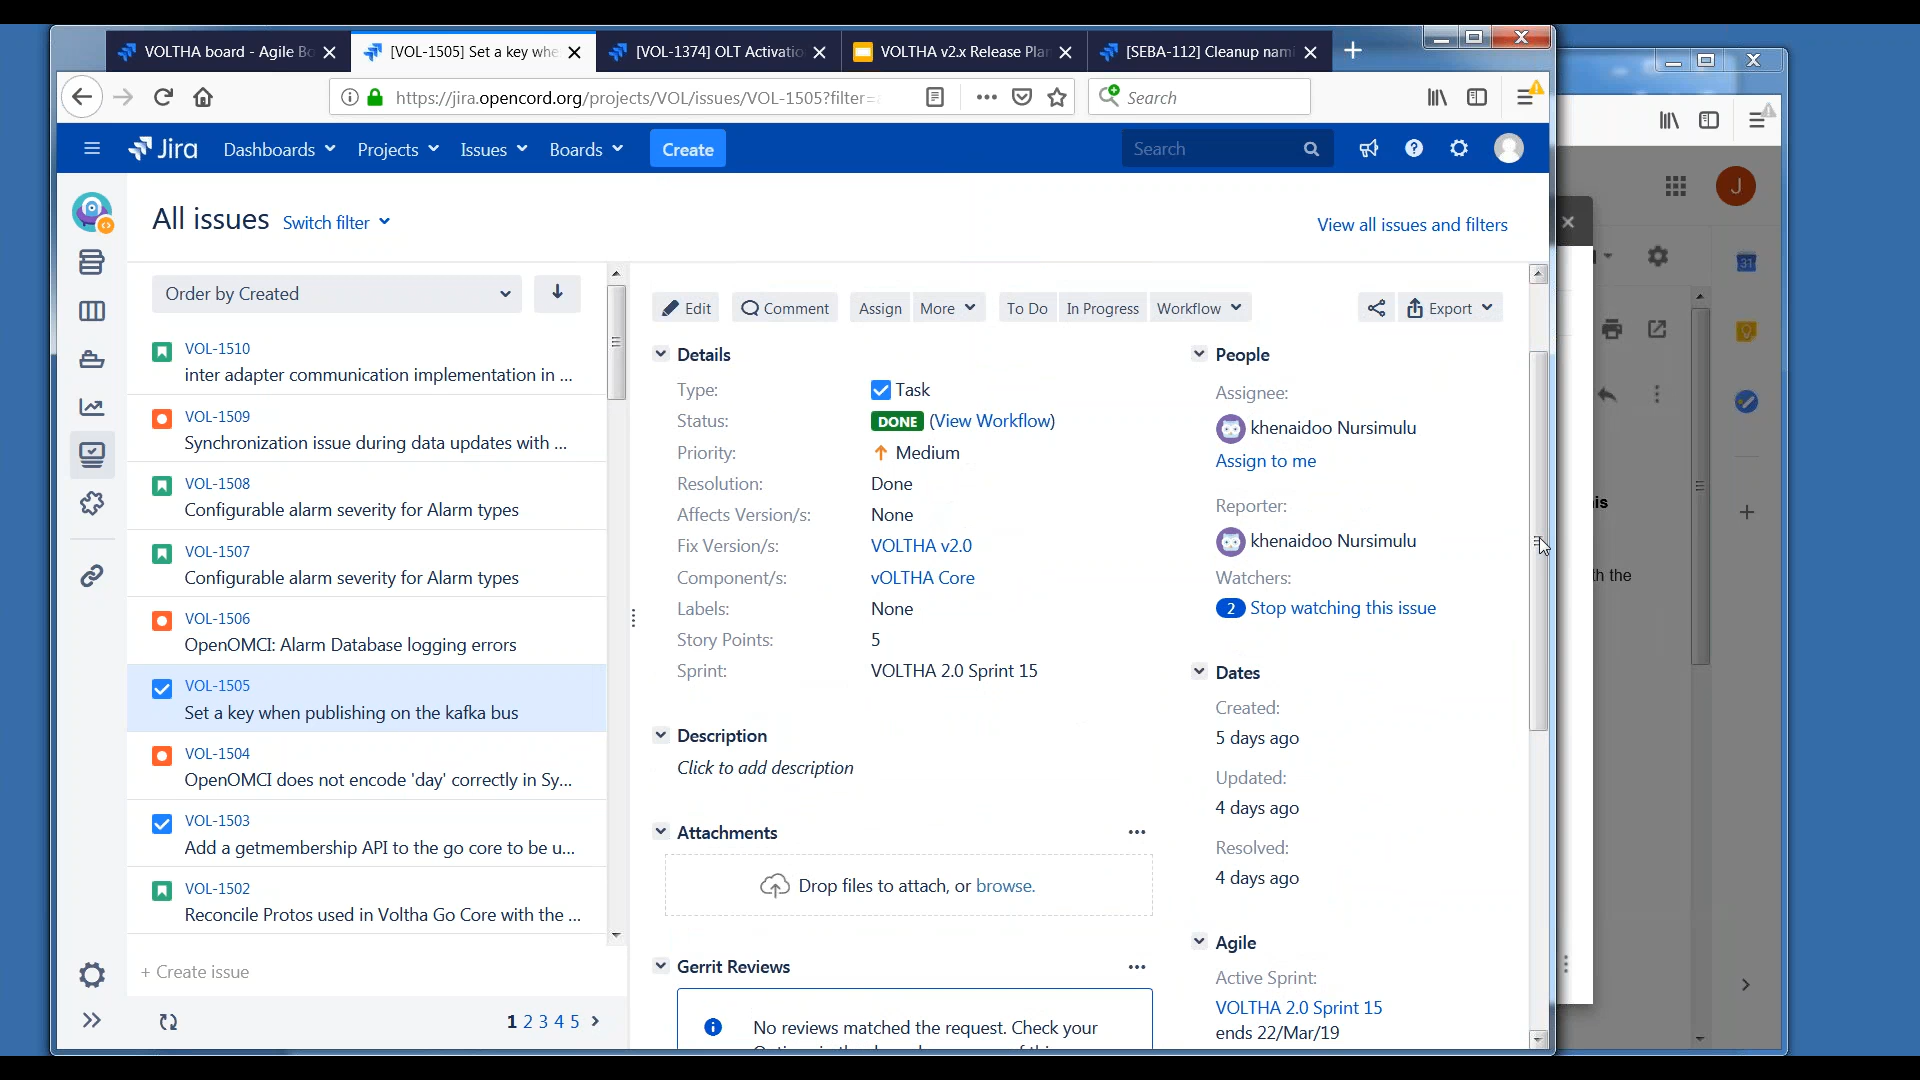 VOLTHA board - Agile Bo
[VOL-1505] Set a key whe
[VOL-1374] OLT Activatio
VOLTHA v2.x Release Plan
[SEBA-112] Cleanup nami
https://jira.opencord.org/projects/VOL/issues/VOL-1505?filter=
Search
Jira
Dashboards
Projects
Issues
Boards
Create
Search
J
All issues
Switch filter
View all issues and filters
31
Order by Created
VOL-1510
inter adapter communication implementation in ...
VOL-1509
Synchronization issue during data updates with ...
VOL-1508
Configurable alarm severity for Alarm types
VOL-1507
Configurable alarm severity for Alarm types
VOL-1506
OpenOMCI: Alarm Database logging errors
VOL-1505
Set a key when publishing on the kafka bus
VOL-1504
OpenOMCI does not encode 'day' correctly in Sy...
VOL-1503
Add a getmembership API to the go core to be u...
VOL-1502
Reconcile Protos used in Voltha Go Core with the ...
+ Create issue
1 2 3 4 5
Edit
Comment
Assign
More
To Do
In Progress
Workflow
Export
Details
Type:
Task
Status:
DONE (View Workflow)
Priority:
Medium
Resolution:
Done
Affects Version/s:
None
Fix Version/s:
VOLTHA v2.0
Component/s:
vOLTHA Core
Labels:
None
Story Points:
5
Sprint:
VOLTHA 2.0 Sprint 15
Description
Click to add description
Attachments
Drop files to attach, or browse.
Gerrit Reviews
No reviews matched the request. Check your
People
Assignee:
khenaidoo Nursimulu
Assign to me
Reporter:
khenaidoo Nursimulu
Watchers:
2 Stop watching this issue
Dates
Created:
5 days ago
Updated:
4 days ago
Resolved:
4 days ago
Agile
Active Sprint:
VOLTHA 2.0 Sprint 15
ends 22/Mar/19
is
th the